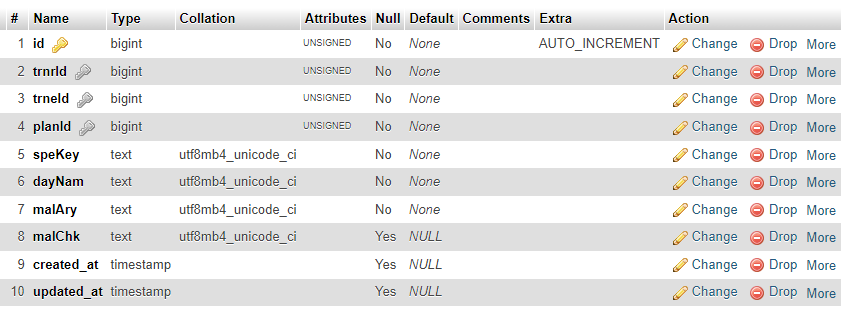 # Name Type Collation Attributes Null Default Comments Extra Action
1 id bigint UNSIGNED No None AUTO_INCREMENT Change Drop More
2 trnrId bigint UNSIGNED No None Change Drop More
3 trneId bigint UNSIGNED No None Change Drop More
4 planId bigint UNSIGNED No None Change Drop More
5 speKey text utf8mb4_unicode_ci No None Change Drop More
6 dayNam text utf8mb4_unicode_ci No None Change Drop More
7 malAry text utf8mb4_unicode_ci No None Change Drop More
8 malChk text utf8mb4_unicode_ci Yes NULL Change Drop More
9 created_at timestamp Yes NULL Change Drop More
10 updated_at timestamp Yes NULL Change Drop More